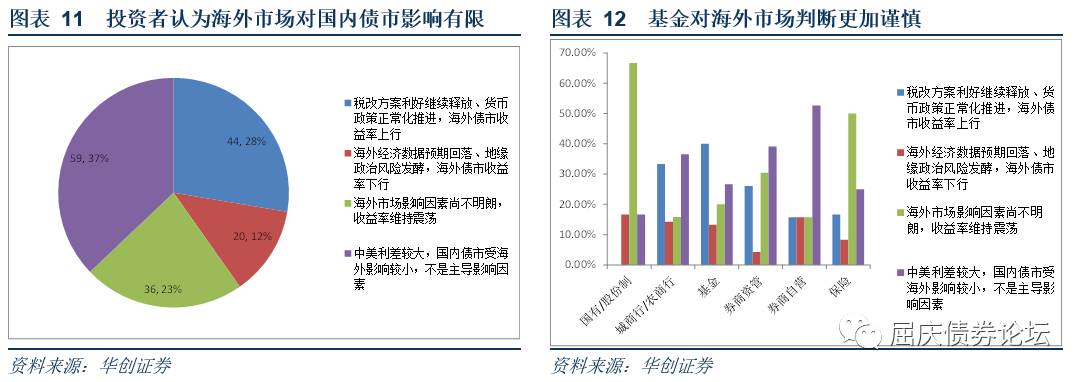 图表 11 投资者认为海外市场对国内债市影响有限
44, 28%
20, 12%
36, 23%
59, 37%
税改方案利好继续释放、货币
政策正常化推进，海外债市收
益率上行
海外经济数据预期回落、地缘
政治风险发酵，海外债市收益
率下行
海外市场影响因素尚不明朗，
收益率维持震荡
中美利差较大，国内债市受海
外影响较小，不是主导影响因
素
资料来源：华创证券
图表 12 基金对海外市场判断更加谨慎
70.00%
60.00%
50.00%
40.00%
30.00%
20.00%
10.00%
0.00%
国有/股份制
城商行/农商行
基金
券商资管
券商自营
保险
税改方案利好继续释放、货
币政策正常化推进，海外债
市收益率上行
海外经济数据预期回落、地
缘政治风险发酵，海外债市
收益率下行
海外市场影响因素尚不明
朗，收益率维持震荡
中美利差较大，国内债市受
海外影响较小，不是主导影
响因素
屈庆债券论坛
资料来源：华创证券